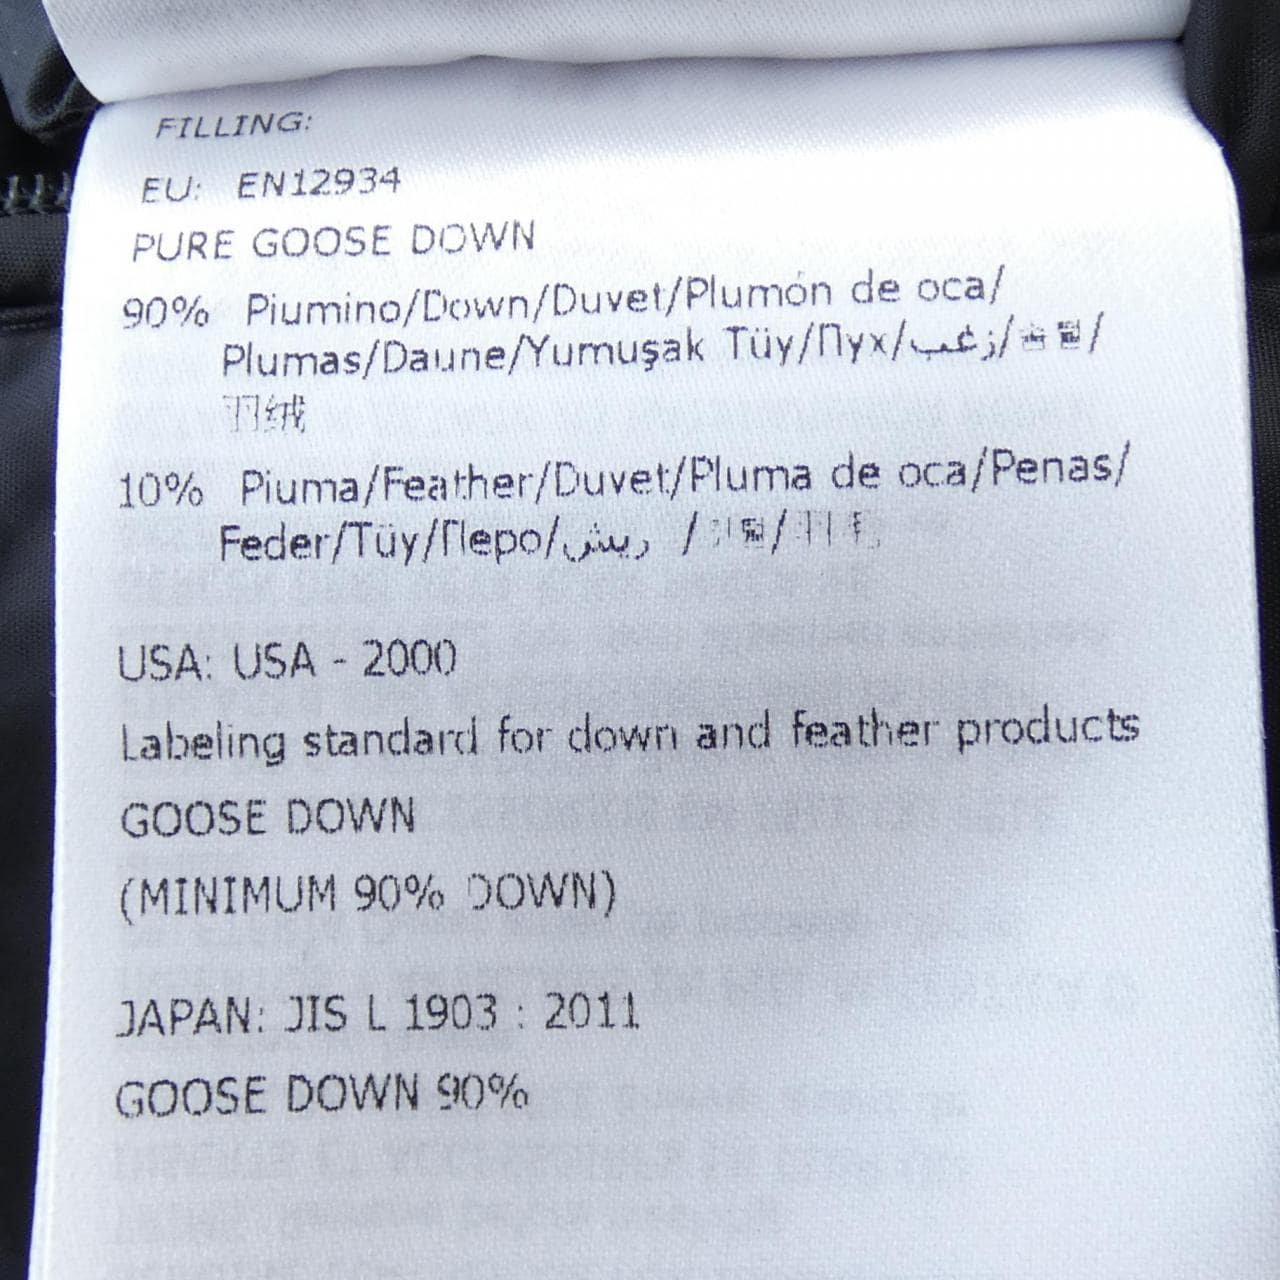 FILLING:
EU: EN12934
PURE GOOSE DOWN
90% Piumino/Down/Duvet/Plumón de oca/
Plumas/Daune/Yumuşak Tüy/Пух/زغب/솜털/
羽绒
10% Piuma/Feather/Duvet/Pluma de oca/Penas/
Feder/Tüy/Перо/ريش /
USA: USA - 2000
Labeling standard for down and feather products
GOOSE DOWN
(MINIMUM 90% DOWN)
JAPAN: JIS L 1903 : 2011
GOOSE DOWN 90%